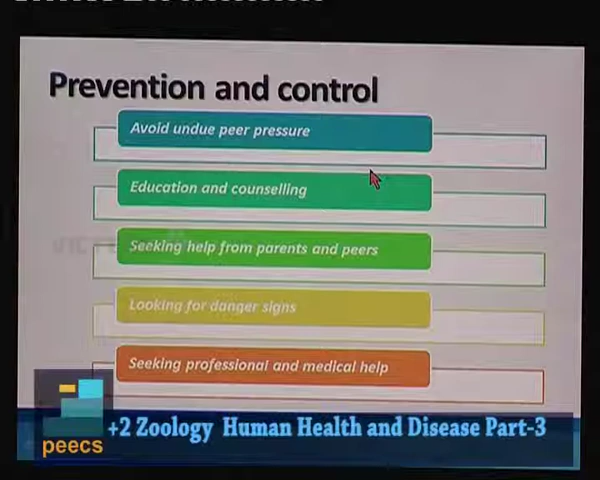 Prevention and control
Avoid undue peer pressure
Education and counselling
Seeking help from parents and peers
Looking for danger signs
Seeking professional and medical help
+2 Zoology Human Health and Disease Part-3
peecs